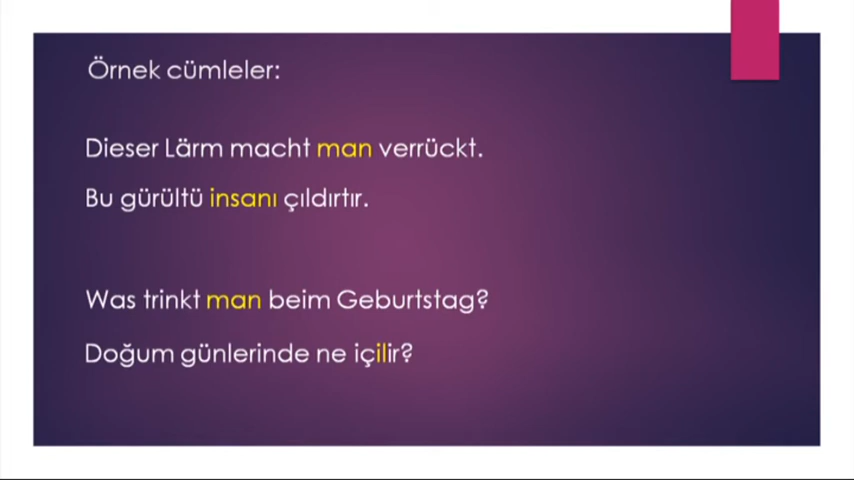 Örnek cümleler:
Dieser Lärm macht man verrückt.
Bu gürültü insanı çıldırtır.
Was trinkt man beim Geburtstag?
Doğum günlerinde ne içilir?